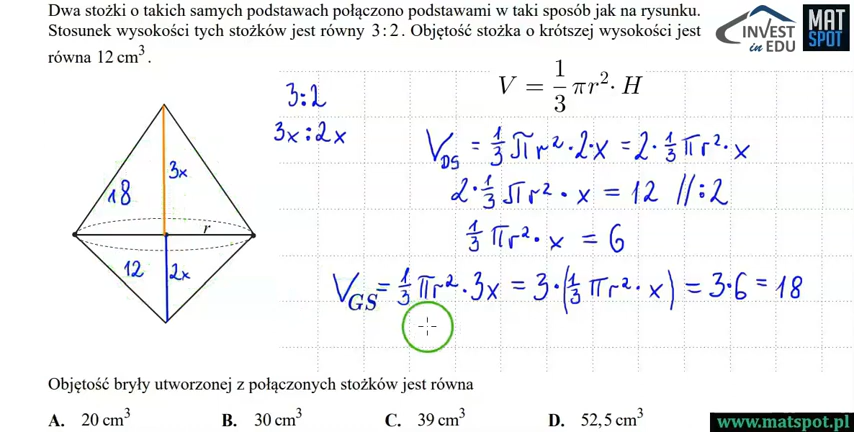 Dwa stożki o takich samych podstawach połączono podstawami w taki sposób jak na rysunku.
Stosunek wysokości tych stożków jest równy 3 : 2. Objętość stożka o krótszej wysokości jest
równa 12 cm³.
INVEST
in EDU
MAT
SPOT
V = 1/3 πr² · H
3:2
3x:2x
V_DS = 1/3 πr² · 2·x = 2 · 1/3 πr² · x
2 · 1/3 πr² · x = 12 //:2
1/3 πr² · x = 6
V_GS = 1/3 πr² · 3x = 3 · (1/3 πr² · x) = 3·6 = 18
18
3x
r
12
2x
Objętość bryły utworzonej z połączonych stożków jest równa
A. 20 cm³ B. 30 cm³ C. 39 cm³ D. 52,5 cm³
www.matspot.pl